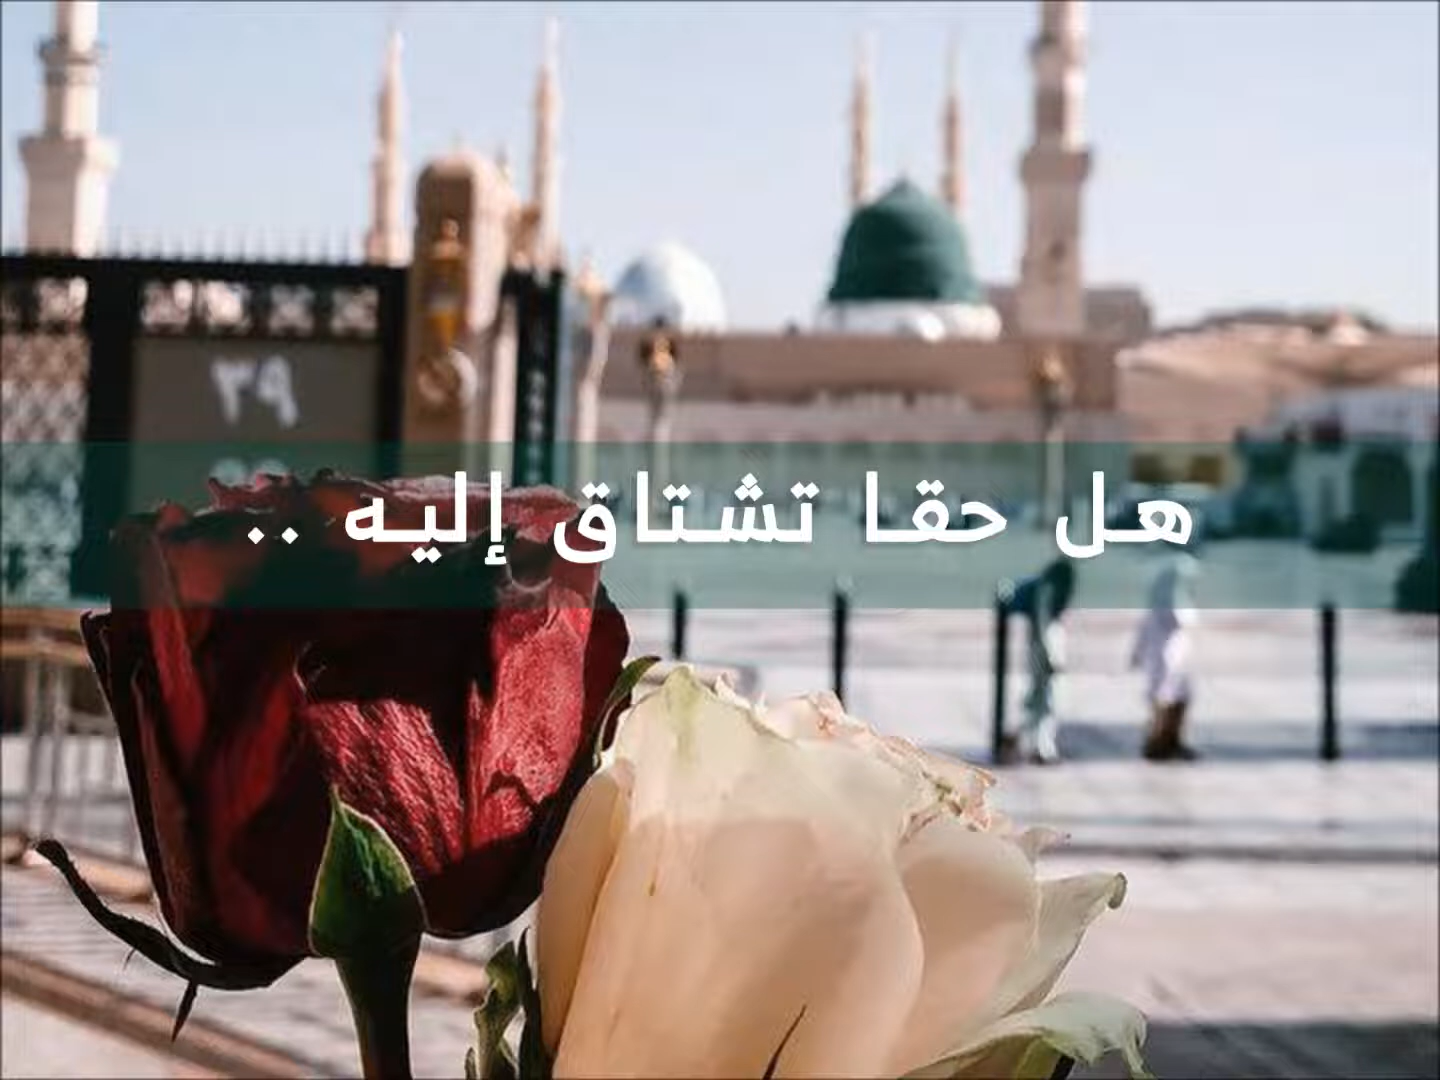 ٣٩
هل حقا تشتاق إليه ..